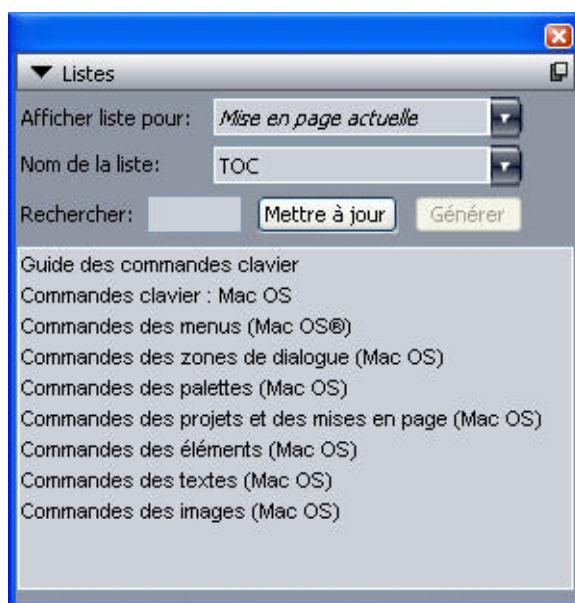 Listes
Afficher liste pour: Mise en page actuelle
Nom de la liste: TOC
Rechercher: Mettre à jour Générer
Guide des commandes clavier
Commandes clavier : Mac OS
Commandes des menus (Mac OS®)
Commandes des zones de dialogue (Mac OS)
Commandes des palettes (Mac OS)
Commandes des projets et des mises en page (Mac OS)
Commandes des éléments (Mac OS)
Commandes des textes (Mac OS)
Commandes des images (Mac OS)